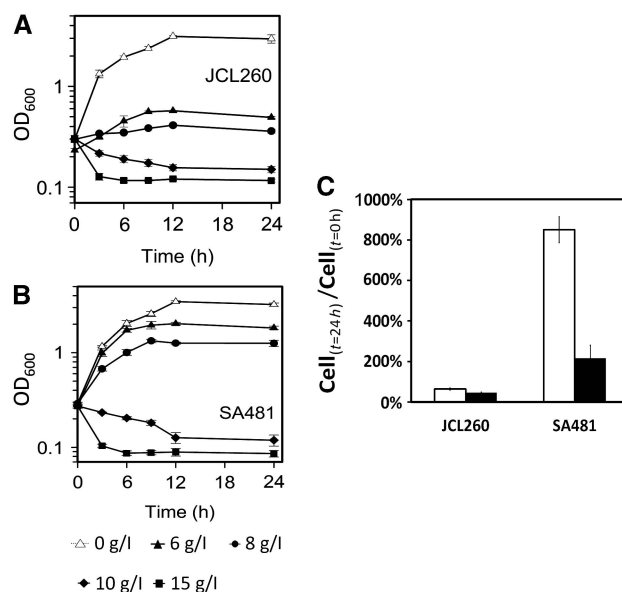 A
OD600
1
0.1
JCL260
0 6 12 18 24
Time (h)
B
OD600
1
0.1
SA481
0 6 12 18 24
Time (h)
0 g/l 6 g/l 8 g/l
10 g/l 15 g/l
C
Cell(t=24h) /Cell(t=0h)
1000%
800%
600%
400%
200%
0%
JCL260 SA481